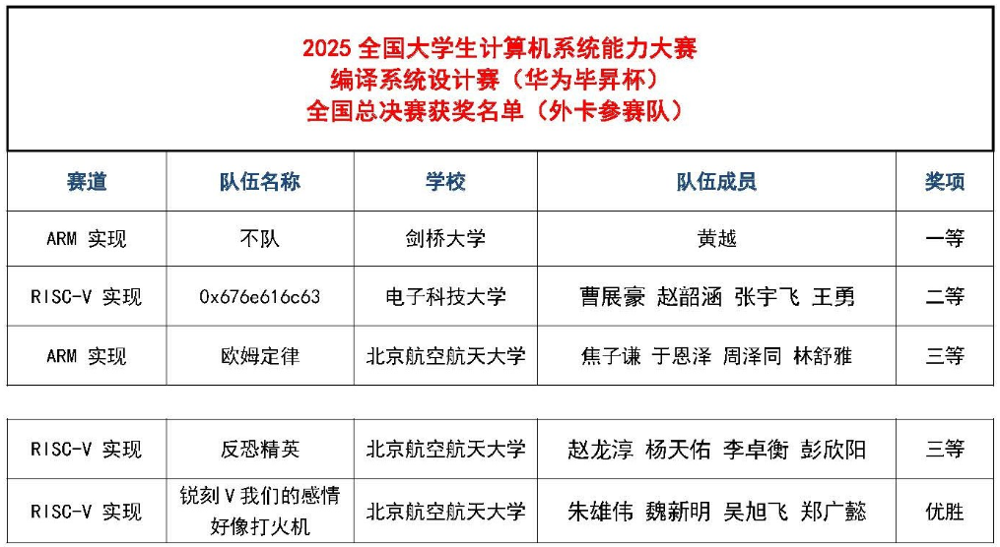 2025 全国大学生计算机系统能力大赛
编译系统设计赛（华为毕昇杯）
全国总决赛获奖名单（外卡参赛队）
赛道 队伍名称 学校 队伍成员 奖项
ARM 实现 不队 剑桥大学 黄越 一等
RISC-V 实现 0x676e616c63 电子科技大学 曹展豪 赵韶涵 张宇飞 王勇 二等
ARM 实现 欧姆定律 北京航空航天大学 焦子谦 于恩泽 周泽同 林舒雅 三等
RISC-V 实现 反恐精英 北京航空航天大学 赵龙淳 杨天佑 李卓衡 彭欣阳 三等
RISC-V 实现 锐刻 V 我们的感情 北京航空航天大学 朱雄伟 魏新明 吴旭飞 郑广懿 优胜
好像打火机